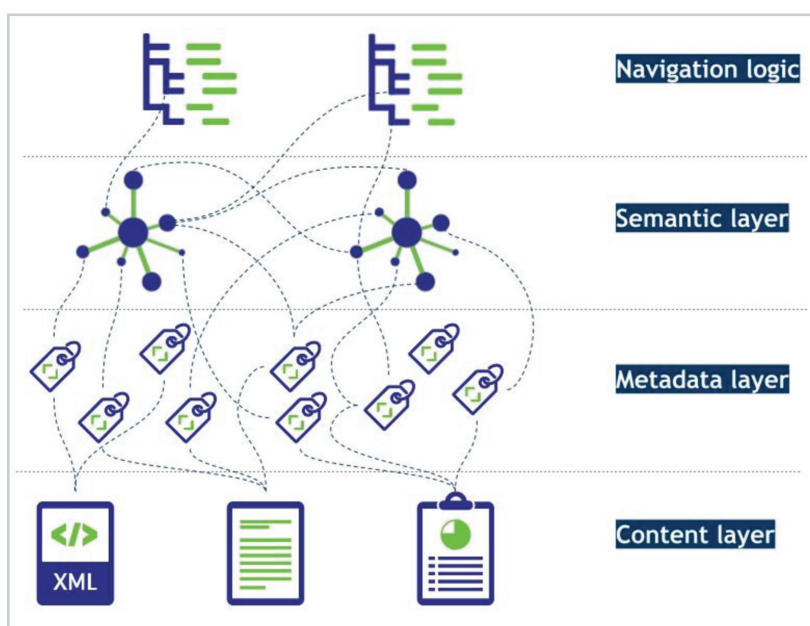 Navigation logic
Semantic layer
Metadata layer
</>
XML
Content layer